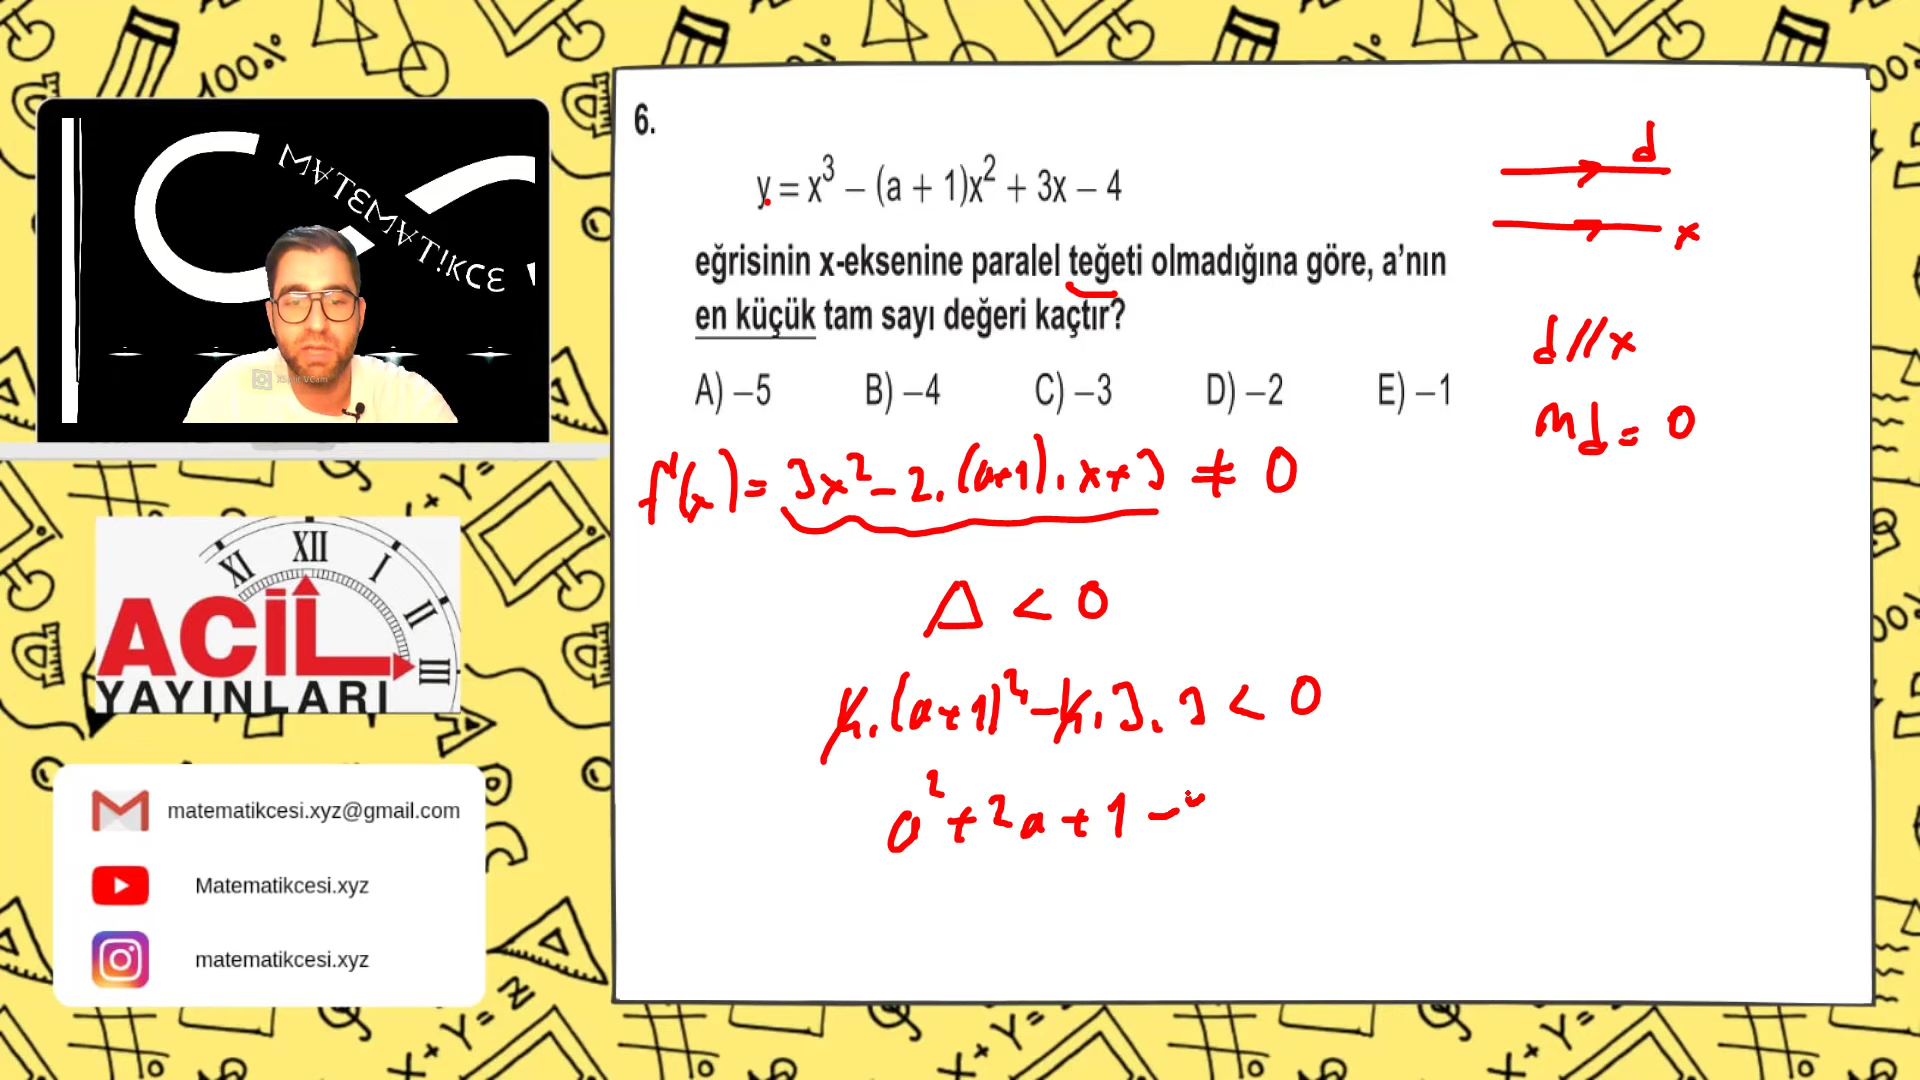 MATEMATİKCE
XSplit VCam
XI XII I II III
ACİL
YAYINLARI
matematikcesi.xyz@gmail.com
Matematikcesi.xyz
matematikcesi.xyz
6.
y = x³ − (a + 1)x² + 3x − 4
eğrisinin x-eksenine paralel teğeti olmadığına göre, a’nın
en küçük tam sayı değeri kaçtır?
A) −5 B) −4 C) −3 D) −2 E) −1
f'(x) = 3x² − 2.(a+1).x + 3 ≠ 0
Δ < 0
4.(a+1)² − 4.3.3 < 0
a² + 2a + 1 −
d
x
d // x
md = 0
100%
x+y=
x+y=z